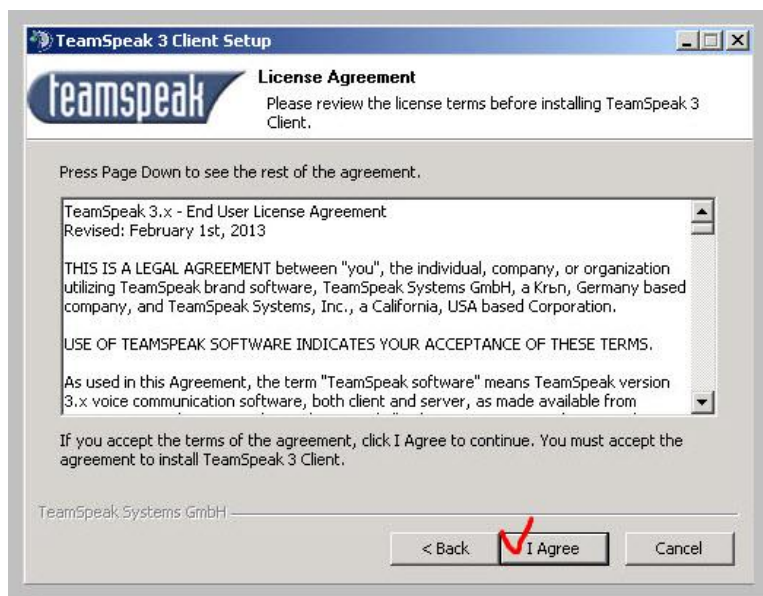 TeamSpeak 3 Client Setup
teamspeak
License Agreement
Please review the license terms before installing TeamSpeak 3
Client.
Press Page Down to see the rest of the agreement.
TeamSpeak 3.x - End User License Agreement
Revised: February 1st, 2013
THIS IS A LEGAL AGREEMENT between "you", the individual, company, or organization
utilizing TeamSpeak brand software, TeamSpeak Systems GmbH, a Krьn, Germany based
company, and TeamSpeak Systems, Inc., a California, USA based Corporation.
USE OF TEAMSPEAK SOFTWARE INDICATES YOUR ACCEPTANCE OF THESE TERMS.
As used in this Agreement, the term "TeamSpeak software" means TeamSpeak version
3.x voice communication software, both client and server, as made available from
If you accept the terms of the agreement, click I Agree to continue. You must accept the
agreement to install TeamSpeak 3 Client.
TeamSpeak Systems GmbH
< Back
I Agree
Cancel